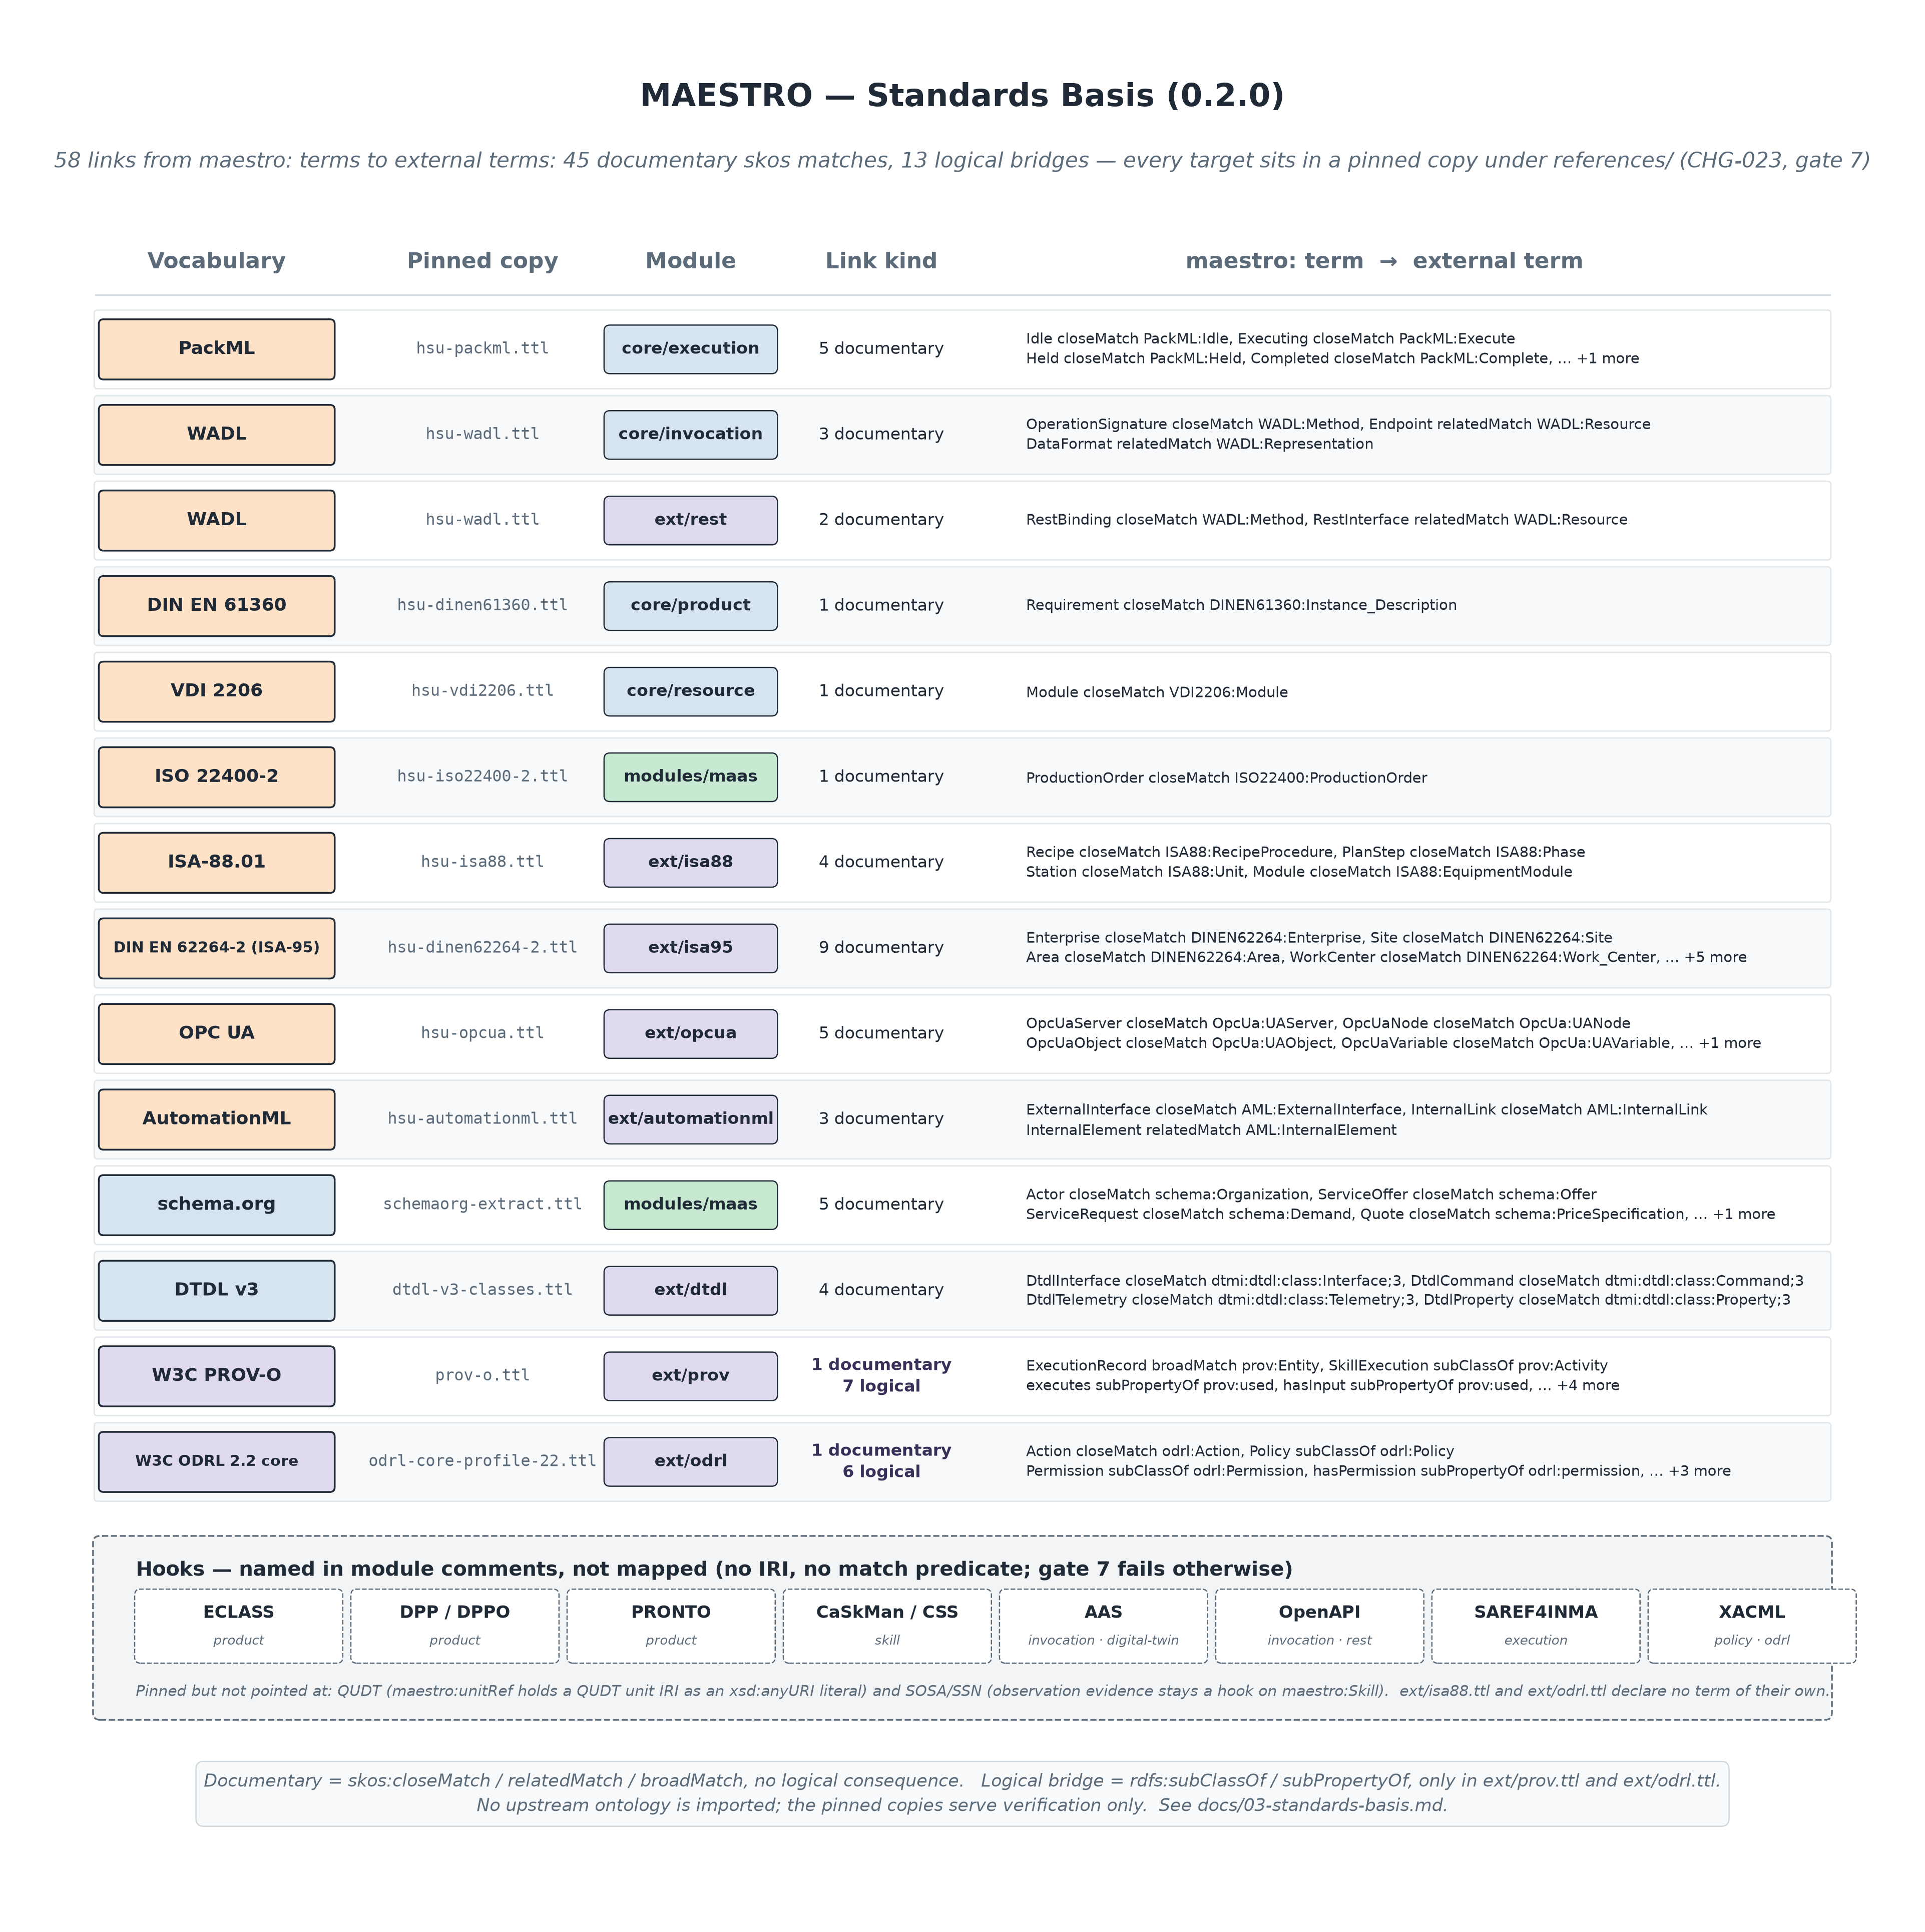 MAESTRO — Standards Basis (0.2.0)
58 links from maestro: terms to external terms: 45 documentary skos matches, 13 logical bridges — every target sits in a pinned copy under references/ (CHG-023, gate 7)
Vocabulary Pinned copy Module Link kind maestro: term → external term
PackML hsu-packml.ttl core/execution 5 documentary
Idle closeMatch PackML:Idle, Executing closeMatch PackML:Execute
Held closeMatch PackML:Held, Completed closeMatch PackML:Complete, ... +1 more
WADL hsu-wadl.ttl core/invocation 3 documentary
OperationSignature closeMatch WADL:Method, Endpoint relatedMatch WADL:Resource
DataFormat relatedMatch WADL:Representation
WADL hsu-wadl.ttl ext/rest 2 documentary
RestBinding closeMatch WADL:Method, RestInterface relatedMatch WADL:Resource
DIN EN 61360 hsu-dinen61360.ttl core/product 1 documentary
Requirement closeMatch DINEN61360:Instance_Description
VDI 2206 hsu-vdi2206.ttl core/resource 1 documentary
Module closeMatch VDI2206:Module
ISO 22400-2 hsu-iso22400-2.ttl modules/maas 1 documentary
ProductionOrder closeMatch ISO22400:ProductionOrder
ISA-88.01 hsu-isa88.ttl ext/isa88 4 documentary
Recipe closeMatch ISA88:RecipeProcedure, PlanStep closeMatch ISA88:Phase
Station closeMatch ISA88:Unit, Module closeMatch ISA88:EquipmentModule
DIN EN 62264-2 (ISA-95) hsu-dinen62264-2.ttl ext/isa95 9 documentary
Enterprise closeMatch DINEN62264:Enterprise, Site closeMatch DINEN62264:Site
Area closeMatch DINEN62264:Area, WorkCenter closeMatch DINEN62264:Work_Center, ... +5 more
OPC UA hsu-opcua.ttl ext/opcua 5 documentary
OpcUaServer closeMatch OpcUa:UAServer, OpcUaNode closeMatch OpcUa:UANode
OpcUaObject closeMatch OpcUa:UAObject, OpcUaVariable closeMatch OpcUa:UAVariable, ... +1 more
AutomationML hsu-automationml.ttl ext/automationml 3 documentary
ExternalInterface closeMatch AML:ExternalInterface, InternalLink closeMatch AML:InternalLink
InternalElement relatedMatch AML:InternalElement
schema.org schemaorg-extract.ttl modules/maas 5 documentary
Actor closeMatch schema:Organization, ServiceOffer closeMatch schema:Offer
ServiceRequest closeMatch schema:Demand, Quote closeMatch schema:PriceSpecification, ... +1 more
DTDL v3 dtdl-v3-classes.ttl ext/dtdl 4 documentary
DtdlInterface closeMatch dtmi:dtdl:class:Interface;3, DtdlCommand closeMatch dtmi:dtdl:class:Command;3
DtdlTelemetry closeMatch dtmi:dtdl:class:Telemetry;3, DtdlProperty closeMatch dtmi:dtdl:class:Property;3
W3C PROV-O prov-o.ttl ext/prov 1 documentary
7 logical
ExecutionRecord broadMatch prov:Entity, SkillExecution subClassOf prov:Activity
executes subPropertyOf prov:used, hasInput subPropertyOf prov:used, ... +4 more
W3C ODRL 2.2 core odrl-core-profile-22.ttl ext/odrl 1 documentary
6 logical
Action closeMatch odrl:Action, Policy subClassOf odrl:Policy
Permission subClassOf odrl:Permission, hasPermission subPropertyOf odrl:permission, ... +3 more
Hooks — named in module comments, not mapped (no IRI, no match predicate; gate 7 fails otherwise)
ECLASS DPP / DPPO PRONTO CaSkMan / CSS AAS OpenAPI SAREF4INMA XACML
product product product skill invocation · digital-twin invocation · rest execution policy · odrl
Pinned but not pointed at: QUDT (maestro:unitRef holds a QUDT unit IRI as an xsd:anyURI literal) and SOSA/SSN (observation evidence stays a hook on maestro:Skill). ext/isa88.ttl and ext/odrl.ttl declare no term of their own.
Documentary = skos:closeMatch / relatedMatch / broadMatch, no logical consequence. Logical bridge = rdfs:subClassOf / subPropertyOf, only in ext/prov.ttl and ext/odrl.ttl.
No upstream ontology is imported; the pinned copies serve verification only. See docs/03-standards-basis.md.